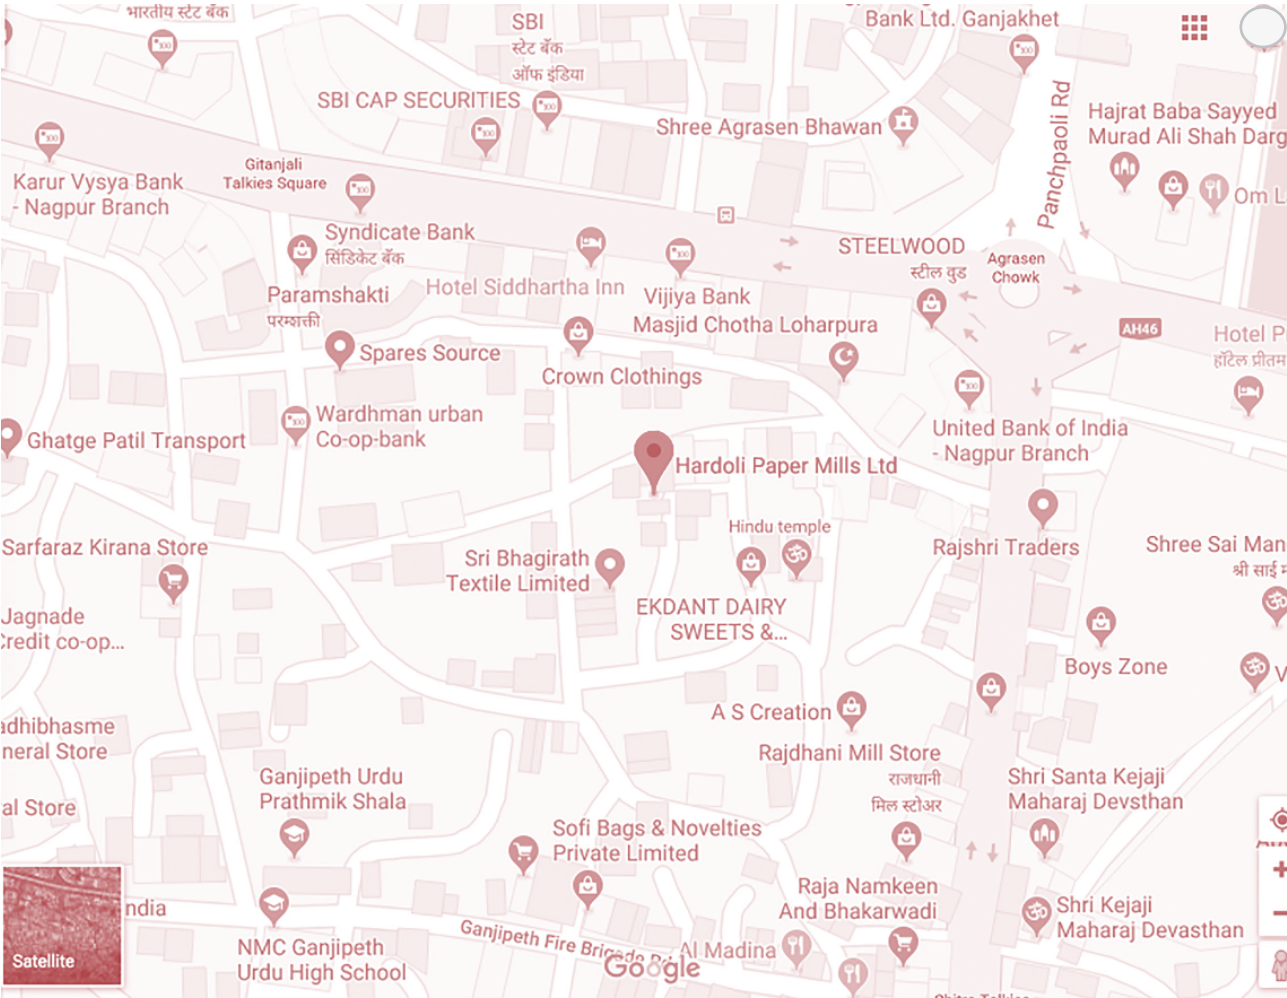 भारतीय स्टेट बँक
SBI
स्टेट बँक
ऑफ इंडिया
Bank Ltd. Ganjakhet
SBI CAP SECURITIES
Shree Agrasen Bhawan
Panchpaoli Rd
Hajrat Baba Sayyed
Murad Ali Shah Darg
Karur Vysya Bank
- Nagpur Branch
Gitanjali
Talkies Square
Om L
Syndicate Bank
सिंडिकेट बँक
STEELWOOD
स्टील वुड
Agrasen
Chowk
Paramshakti
परमशक्ती
Hotel Siddhartha Inn
Vijiya Bank
Masjid Chotha Loharpura
AH46
Hotel P
हॉटेल प्रीतम
Spares Source
Crown Clothings
Wardhman urban
Co-op-bank
Ghatge Patil Transport
United Bank of India
- Nagpur Branch
Hardoli Paper Mills Ltd
Hindu temple
Sarfaraz Kirana Store
Sri Bhagirath
Textile Limited
Rajshri Traders
Shree Sai Man
श्री साई
EKDANT DAIRY
SWEETS &...
Jagnade
Credit co-op...
Boys Zone
V
A S Creation
adhibhasme
neral Store
Rajdhani Mill Store
राजधानी
मिल स्टोअर
Ganjipeth Urdu
Prathmik Shala
Shri Santa Kejaji
Maharaj Devsthan
al Store
Sofi Bags & Novelties
Private Limited
Raja Namkeen
And Bhakarwadi
Shri Kejaji
Maharaj Devasthan
ndia
NMC Ganjipeth
Urdu High School
Ganjipeth Fire Brigade Rd
Al Madina
Satellite
Google